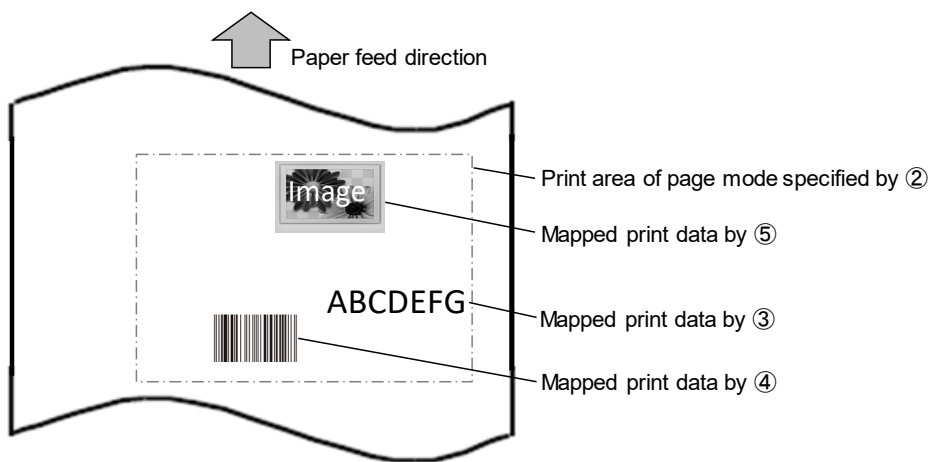 Paper feed direction
Print area of page mode specified by ②
Image
Mapped print data by ⑤
ABCDEFG
Mapped print data by ③
Mapped print data by ④